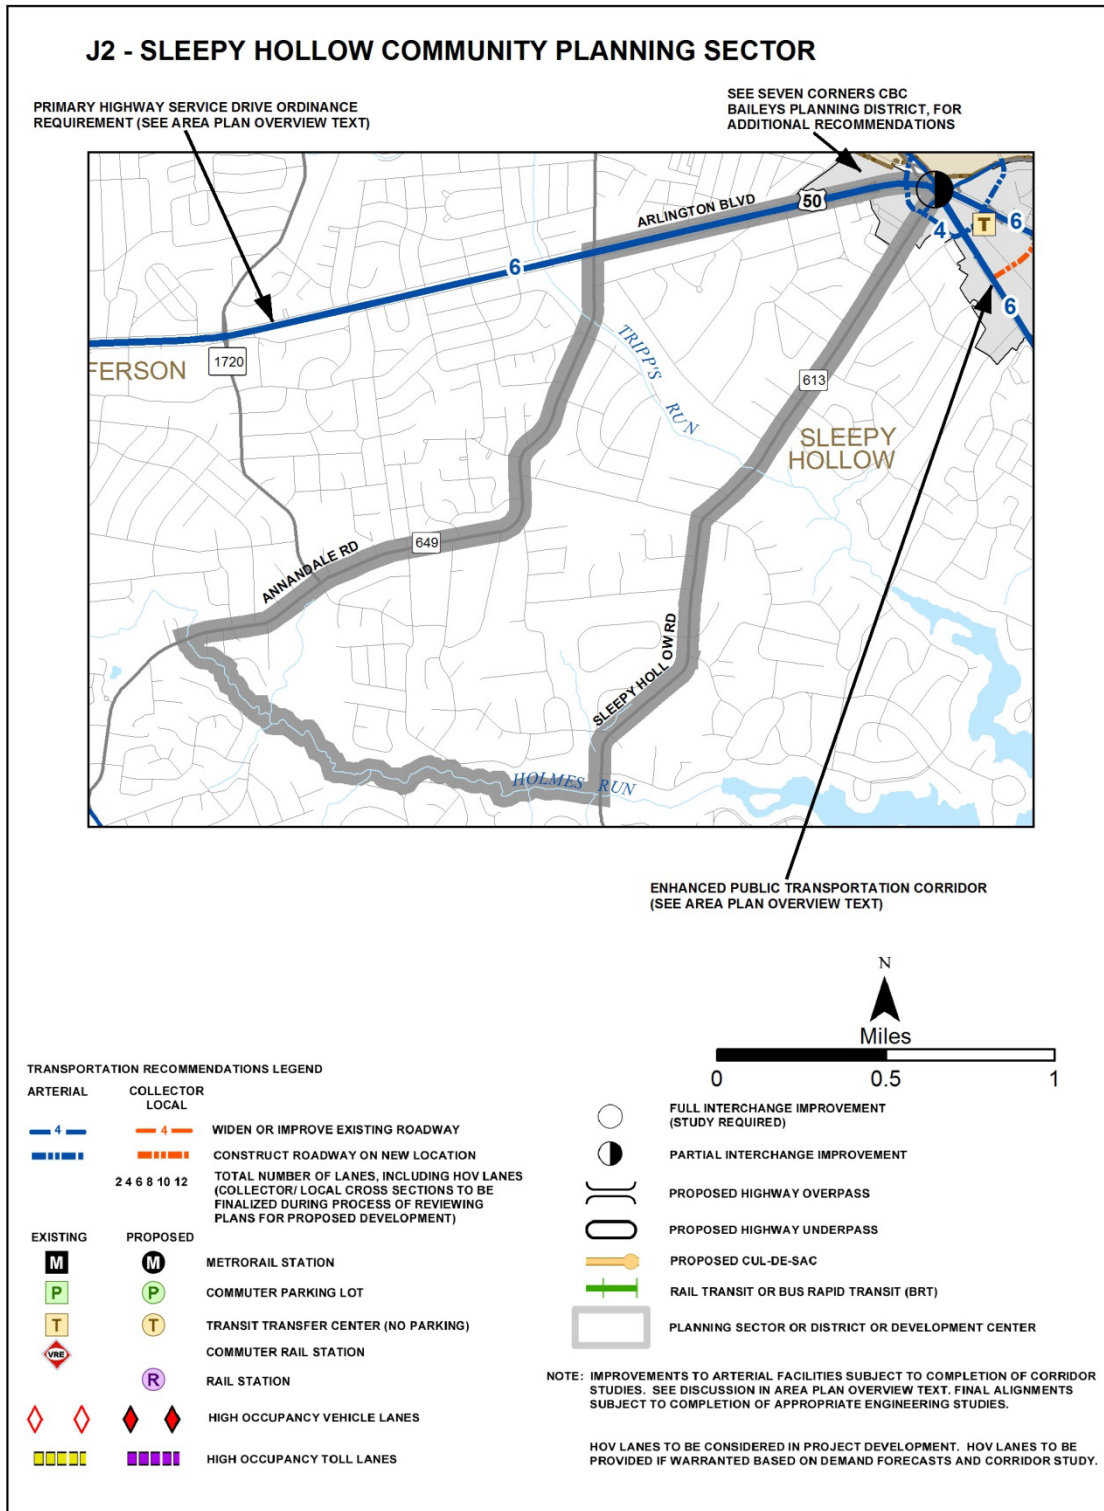 J2 - SLEEPY HOLLOW COMMUNITY PLANNING SECTOR
PRIMARY HIGHWAY SERVICE DRIVE ORDINANCE
REQUIREMENT (SEE AREA PLAN OVERVIEW TEXT)
SEE SEVEN CORNERS CBC
BAILEYS PLANNING DISTRICT, FOR
ADDITIONAL RECOMMENDATIONS
ARLINGTON BLVD
50
6
4
6
6
T
1720
FERSON
TRIPP'S
RUN
613
SLEEPY
HOLLOW
649
ANNANDALE RD
SLEEPY HOLLOW RD
HOLMES RUN
ENHANCED PUBLIC TRANSPORTATION CORRIDOR
(SEE AREA PLAN OVERVIEW TEXT)
N
Miles
0 0.5 1
TRANSPORTATION RECOMMENDATIONS LEGEND
ARTERIAL
COLLECTOR
LOCAL
4 4 WIDEN OR IMPROVE EXISTING ROADWAY
CONSTRUCT ROADWAY ON NEW LOCATION
2 4 6 8 10 12 TOTAL NUMBER OF LANES, INCLUDING HOV LANES
(COLLECTOR/ LOCAL CROSS SECTIONS TO BE
FINALIZED DURING PROCESS OF REVIEWING
PLANS FOR PROPOSED DEVELOPMENT)
EXISTING PROPOSED
M M METRORAIL STATION
P P COMMUTER PARKING LOT
T T TRANSIT TRANSFER CENTER (NO PARKING)
VRE COMMUTER RAIL STATION
R RAIL STATION
HIGH OCCUPANCY VEHICLE LANES
HIGH OCCUPANCY TOLL LANES
FULL INTERCHANGE IMPROVEMENT
(STUDY REQUIRED)
PARTIAL INTERCHANGE IMPROVEMENT
PROPOSED HIGHWAY OVERPASS
PROPOSED HIGHWAY UNDERPASS
PROPOSED CUL-DE-SAC
RAIL TRANSIT OR BUS RAPID TRANSIT (BRT)
PLANNING SECTOR OR DISTRICT OR DEVELOPMENT CENTER
NOTE: IMPROVEMENTS TO ARTERIAL FACILITIES SUBJECT TO COMPLETION OF CORRIDOR
STUDIES. SEE DISCUSSION IN AREA PLAN OVERVIEW TEXT. FINAL ALIGNMENTS
SUBJECT TO COMPLETION OF APPROPRIATE ENGINEERING STUDIES.
HOV LANES TO BE CONSIDERED IN PROJECT DEVELOPMENT. HOV LANES TO BE
PROVIDED IF WARRANTED BASED ON DEMAND FORECASTS AND CORRIDOR STUDY.